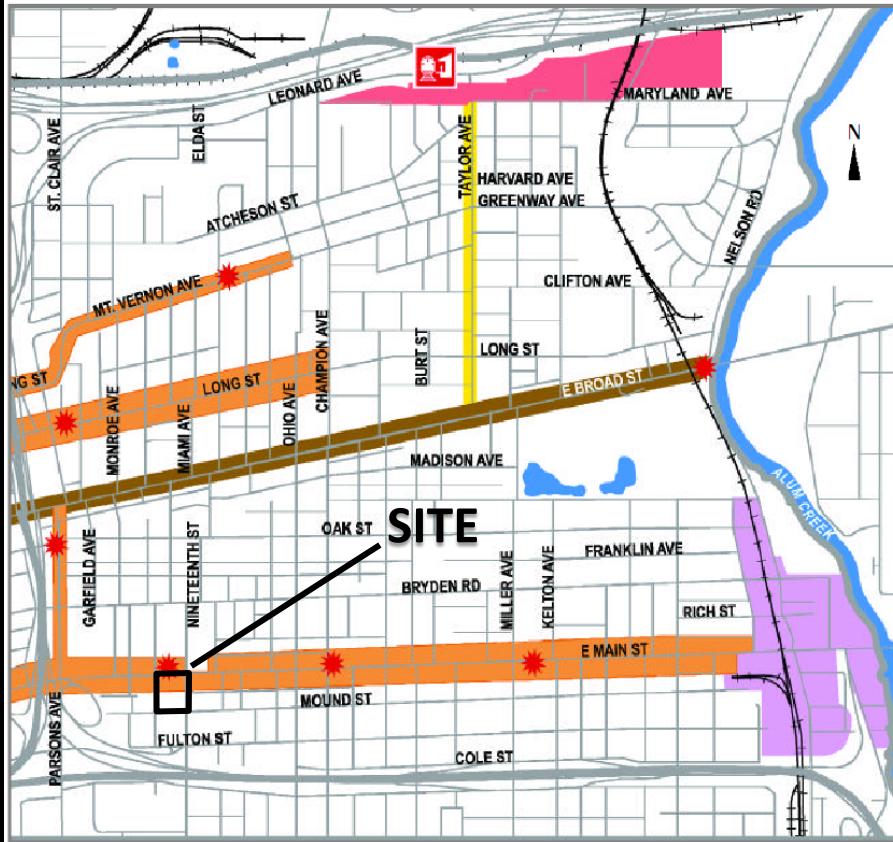 LEONARD AVE
MARYLAND AVE
ST. CLAIR AVE
ELDA ST
TAYLOR AVE
N
HARVARD AVE
GREENWAY AVE
ATCHESON ST
NELSON RD
CLIFTON AVE
MT. VERNON AVE
CHAMPION AVE
BURT ST
LONG ST
NG ST
LONG ST
E BROAD ST
OHIO AVE
MONROE AVE
MIAMI AVE
MADISON AVE
ALUM CREEK
OAK ST
SITE
GARFIELD AVE
NINETEENTH ST
FRANKLIN AVE
BRYDEN RD
MILLER AVE
KELTON AVE
RICH ST
E MAIN ST
MOUND ST
PARSONS AVE
FULTON ST
COLE ST